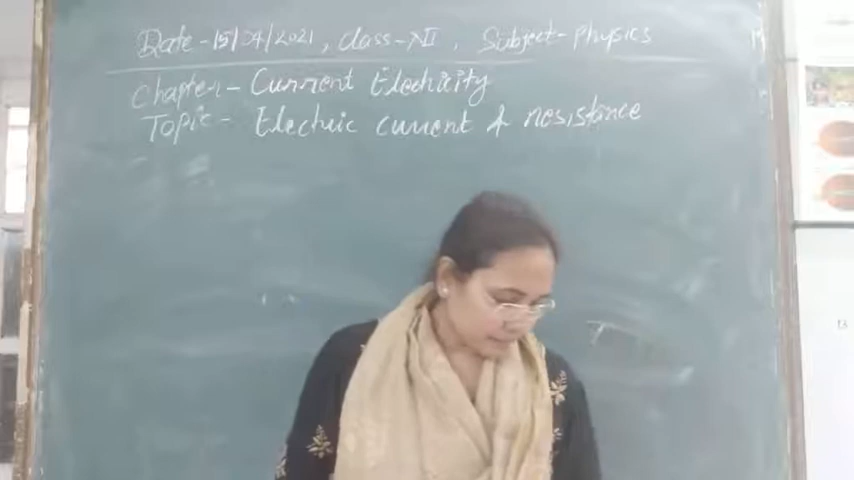 Date - 15/04/2021, Class - XII, Subject - Physics
Chapter - Current Electricity
Topic - Electric current & resistance